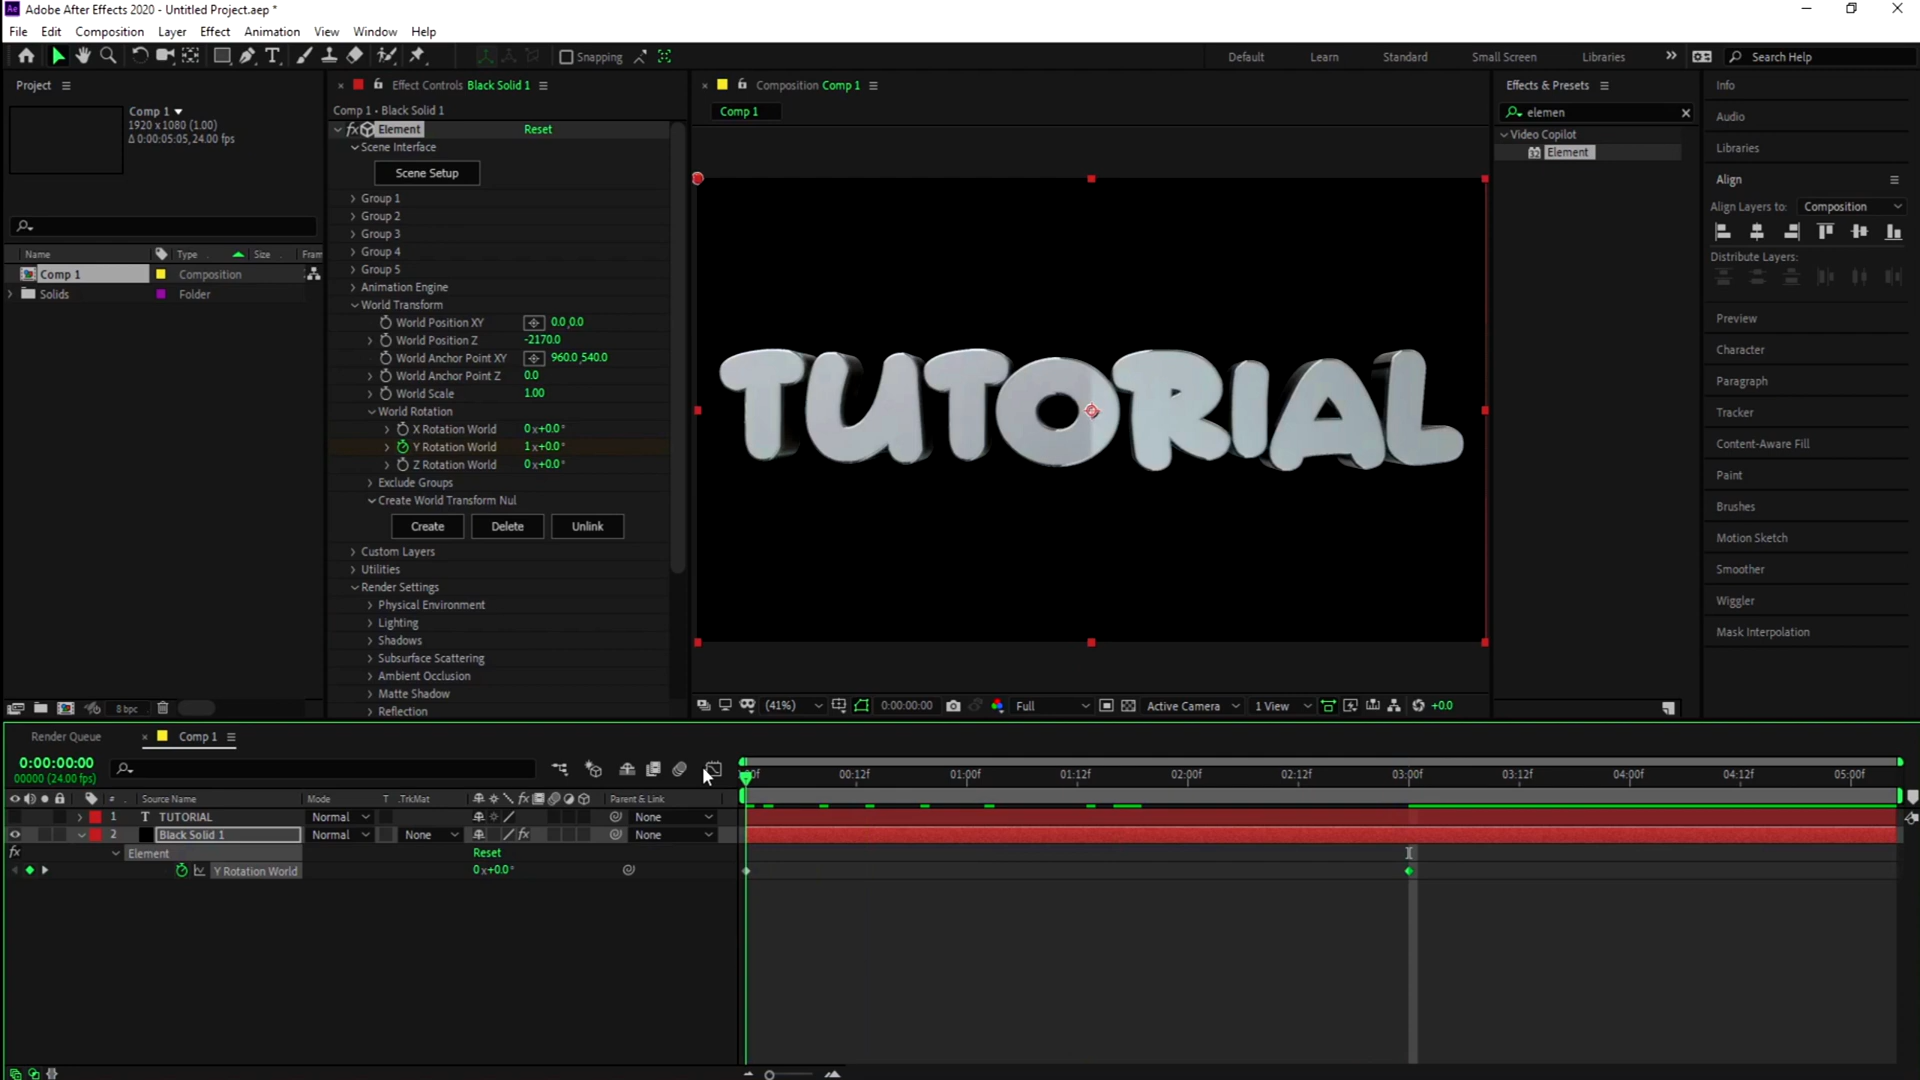 Adobe After Effects 2020 - Untitled Project.aep *
File Edit Composition Layer Effect Animation View Window Help
Snapping Default Learn Standard Small Screen Libraries Search Help
Project
Comp 1
1920 x 1080 (1.00)
Δ 0:00:05:05, 24.00 fps
Name Type Size Fram
Comp 1 Composition
Solids Folder
8 bpc
Effect Controls Black Solid 1
Comp 1 • Black Solid 1
fx Element Reset
Scene Interface
Scene Setup
Group 1
Group 2
Group 3
Group 4
Group 5
Animation Engine
World Transform
World Position XY 0.0,0.0
World Position Z -2170.0
World Anchor Point XY 960.0,540.0
World Anchor Point Z 0.0
World Scale 1.00
World Rotation
X Rotation World 0x+0.0°
Y Rotation World 1x+0.0°
Z Rotation World 0x+0.0°
Exclude Groups
Create World Transform Nul
Create Delete Unlink
Custom Layers
Utilities
Render Settings
Physical Environment
Lighting
Shadows
Subsurface Scattering
Ambient Occlusion
Matte Shadow
Reflection
Composition Comp 1
Comp 1
TUTORIAL
(41%) 0:00:00:00 Full Active Camera 1 View +0.0
Effects & Presets
elemen
Video Copilot
32 Element
Info
Audio
Libraries
Align
Align Layers to: Composition
Distribute Layers:
Preview
Character
Paragraph
Tracker
Content-Aware Fill
Paint
Brushes
Motion Sketch
Smoother
Wiggler
Mask Interpolation
Render Queue Comp 1
0:00:00:00
00000 (24.00 fps)
:00f 00:12f 01:00f 01:12f 02:00f 02:12f 03:00f 03:12f 04:00f 04:12f 05:00f
# Source Name Mode T .TrkMat fx Parent & Link
1 T TUTORIAL Normal None
2 Black Solid 1 Normal None fx None
fx Element Reset
Y Rotation World 0x+0.0°